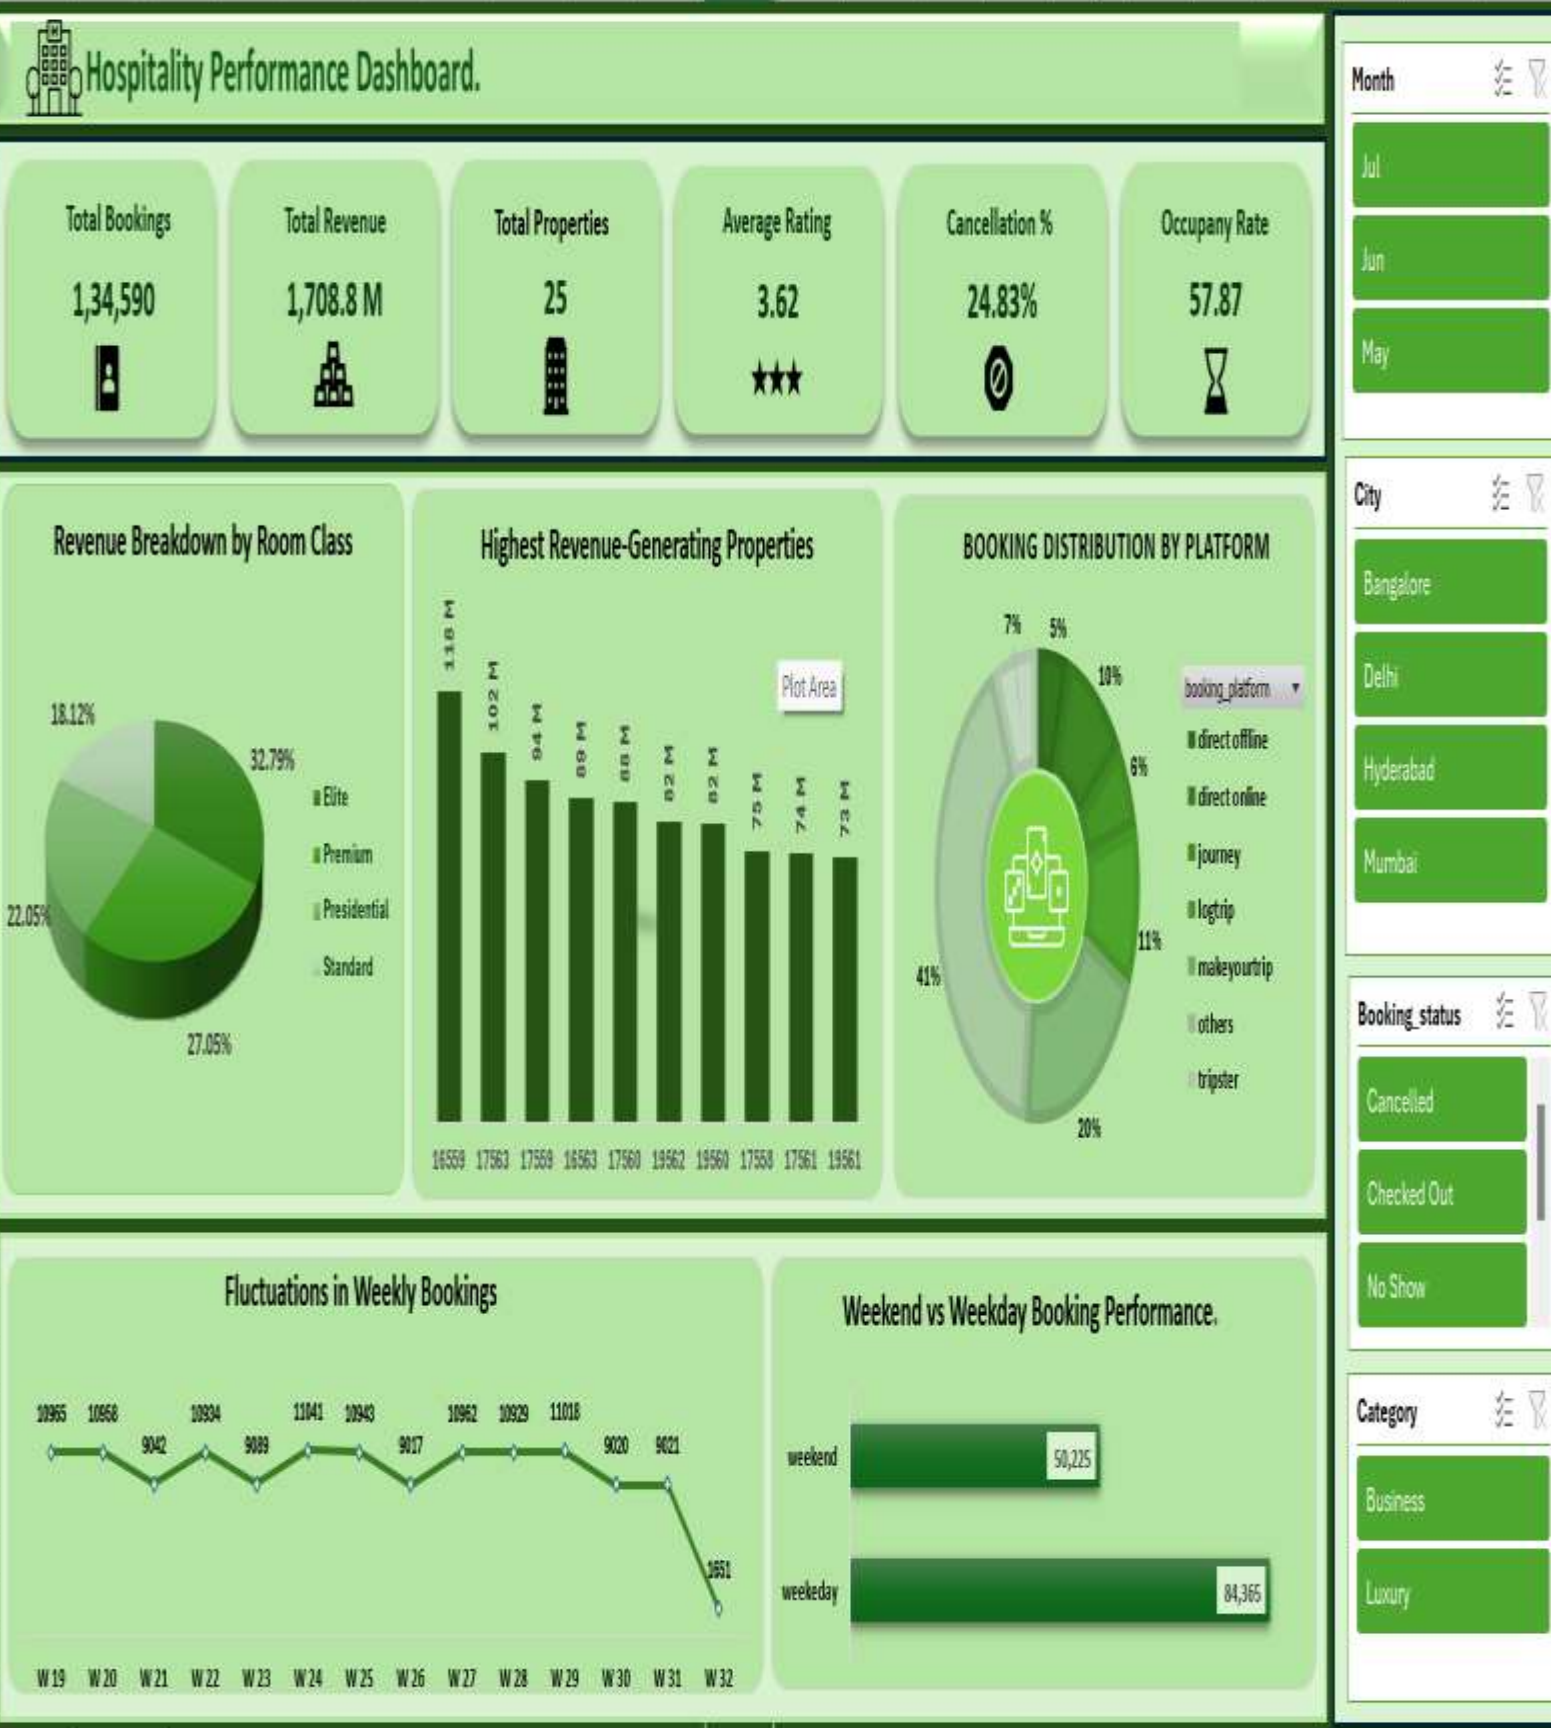 Hospitality Performance Dashboard.
Total Bookings
1,34,590
Total Revenue
1,708.8 M
Total Properties
25
Average Rating
3.62
Cancellation %
24.83%
Occupany Rate
57.87
Revenue Breakdown by Room Class
18.12%
32.79%
22.05%
27.05%
Elite
Premium
Presidential
Standard
Highest Revenue-Generating Properties
Plot Area
118 M
102 M
94 M
89 M
88 M
82 M
82 M
75 M
74 M
73 M
16559 17563 17559 16563 17560 19562 19560 17558 17561 19561
BOOKING DISTRIBUTION BY PLATFORM
7%
5%
10%
6%
11%
20%
41%
booking_platform
direct offline
direct online
journey
logtrip
makeyourtrip
others
tripster
Fluctuations in Weekly Bookings
10965 10968 9042 10934 9089 11041 10943 9017 10962 10929 11018 9020 9021 1651
W 19 W 20 W 21 W 22 W 23 W 24 W 25 W 26 W 27 W 28 W 29 W 30 W 31 W 32
Weekend vs Weekday Booking Performance.
weekend
50,225
weekeday
84,365
Month
Jul
Jun
May
City
Bangalore
Delhi
Hyderabad
Mumbai
Booking_status
Cancelled
Checked Out
No Show
Category
Business
Luxury